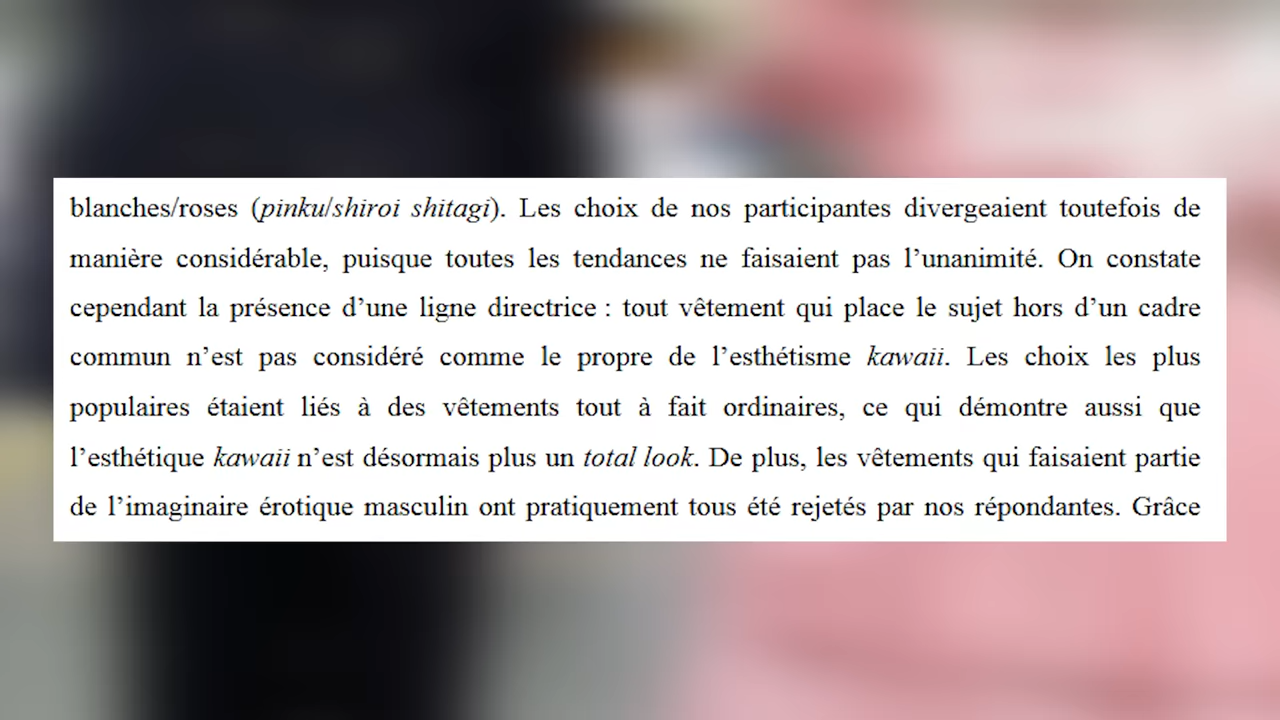 blanches/roses (pinku/shiroi shitagi). Les choix de nos participantes divergeaient toutefois de
manière considérable, puisque toutes les tendances ne faisaient pas l’unanimité. On constate
cependant la présence d’une ligne directrice : tout vêtement qui place le sujet hors d’un cadre
commun n’est pas considéré comme le propre de l’esthétisme kawaii. Les choix les plus
populaires étaient liés à des vêtements tout à fait ordinaires, ce qui démontre aussi que
l’esthétique kawaii n’est désormais plus un total look. De plus, les vêtements qui faisaient partie
de l’imaginaire érotique masculin ont pratiquement tous été rejetés par nos répondantes. Grâce